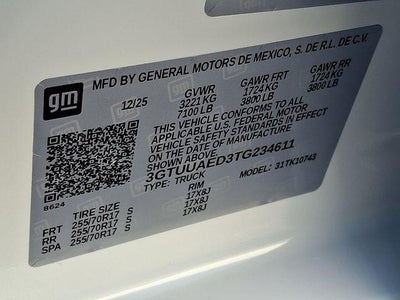 gm
MFD BY GENERAL MOTORS DE MEXICO, S. DE R.L. DE C.V.
12/25 GVWR GAWR FRT GAWR RR
3221 KG 1724 KG 1724 KG
7100 LB 3800 LB 3800 LB
THIS VEHICLE CONFORMS TO ALL
APPLICABLE U.S. FEDERAL MOTOR
VEHICLE SAFETY STANDARDS IN EFFECT
ON THE DATE OF MANUFACTURE
SHOWN ABOVE.
3GTUUAED3TG234611
TYPE: TRUCK MODEL: 31TK10743
8624
TIRE SIZE RIM
FRT 255/70R17 S 17X8J
RR 255/70R17 S 17X8J
SPA 255/70R17 S 17X8J